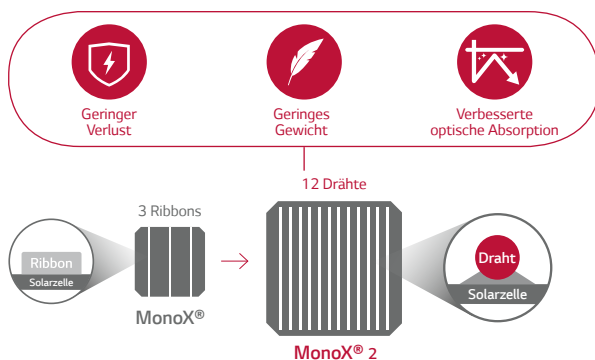 Geringer
Verlust
Geringes
Gewicht
Verbesserte
optische Absorption
12 Drähte
3 Ribbons
Ribbon
Solarzelle
MonoX®
Draht
Solarzelle
MonoX® 2